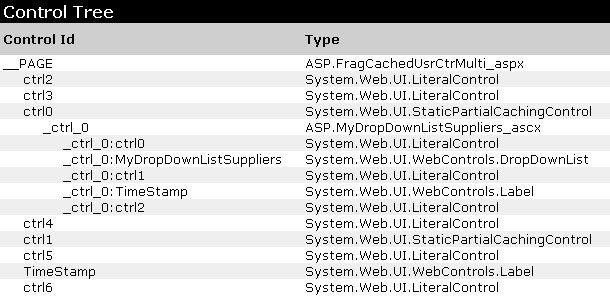 Control Tree
Control Id Type
__PAGE ASP.FragCachedUsrCtrMulti_aspx
ctrl2 System.Web.UI.LiteralControl
ctrl3 System.Web.UI.LiteralControl
ctrl0 System.Web.UI.StaticPartialCachingControl
_ctrl_0 ASP.MyDropDownListSuppliers_ascx
_ctrl_0:ctrl0 System.Web.UI.LiteralControl
_ctrl_0:MyDropDownListSuppliers System.Web.UI.WebControls.DropDownList
_ctrl_0:ctrl1 System.Web.UI.LiteralControl
_ctrl_0:TimeStamp System.Web.UI.WebControls.Label
_ctrl_0:ctrl2 System.Web.UI.LiteralControl
ctrl4 System.Web.UI.LiteralControl
ctrl1 System.Web.UI.StaticPartialCachingControl
ctrl5 System.Web.UI.LiteralControl
TimeStamp System.Web.UI.WebControls.Label
ctrl6 System.Web.UI.LiteralControl